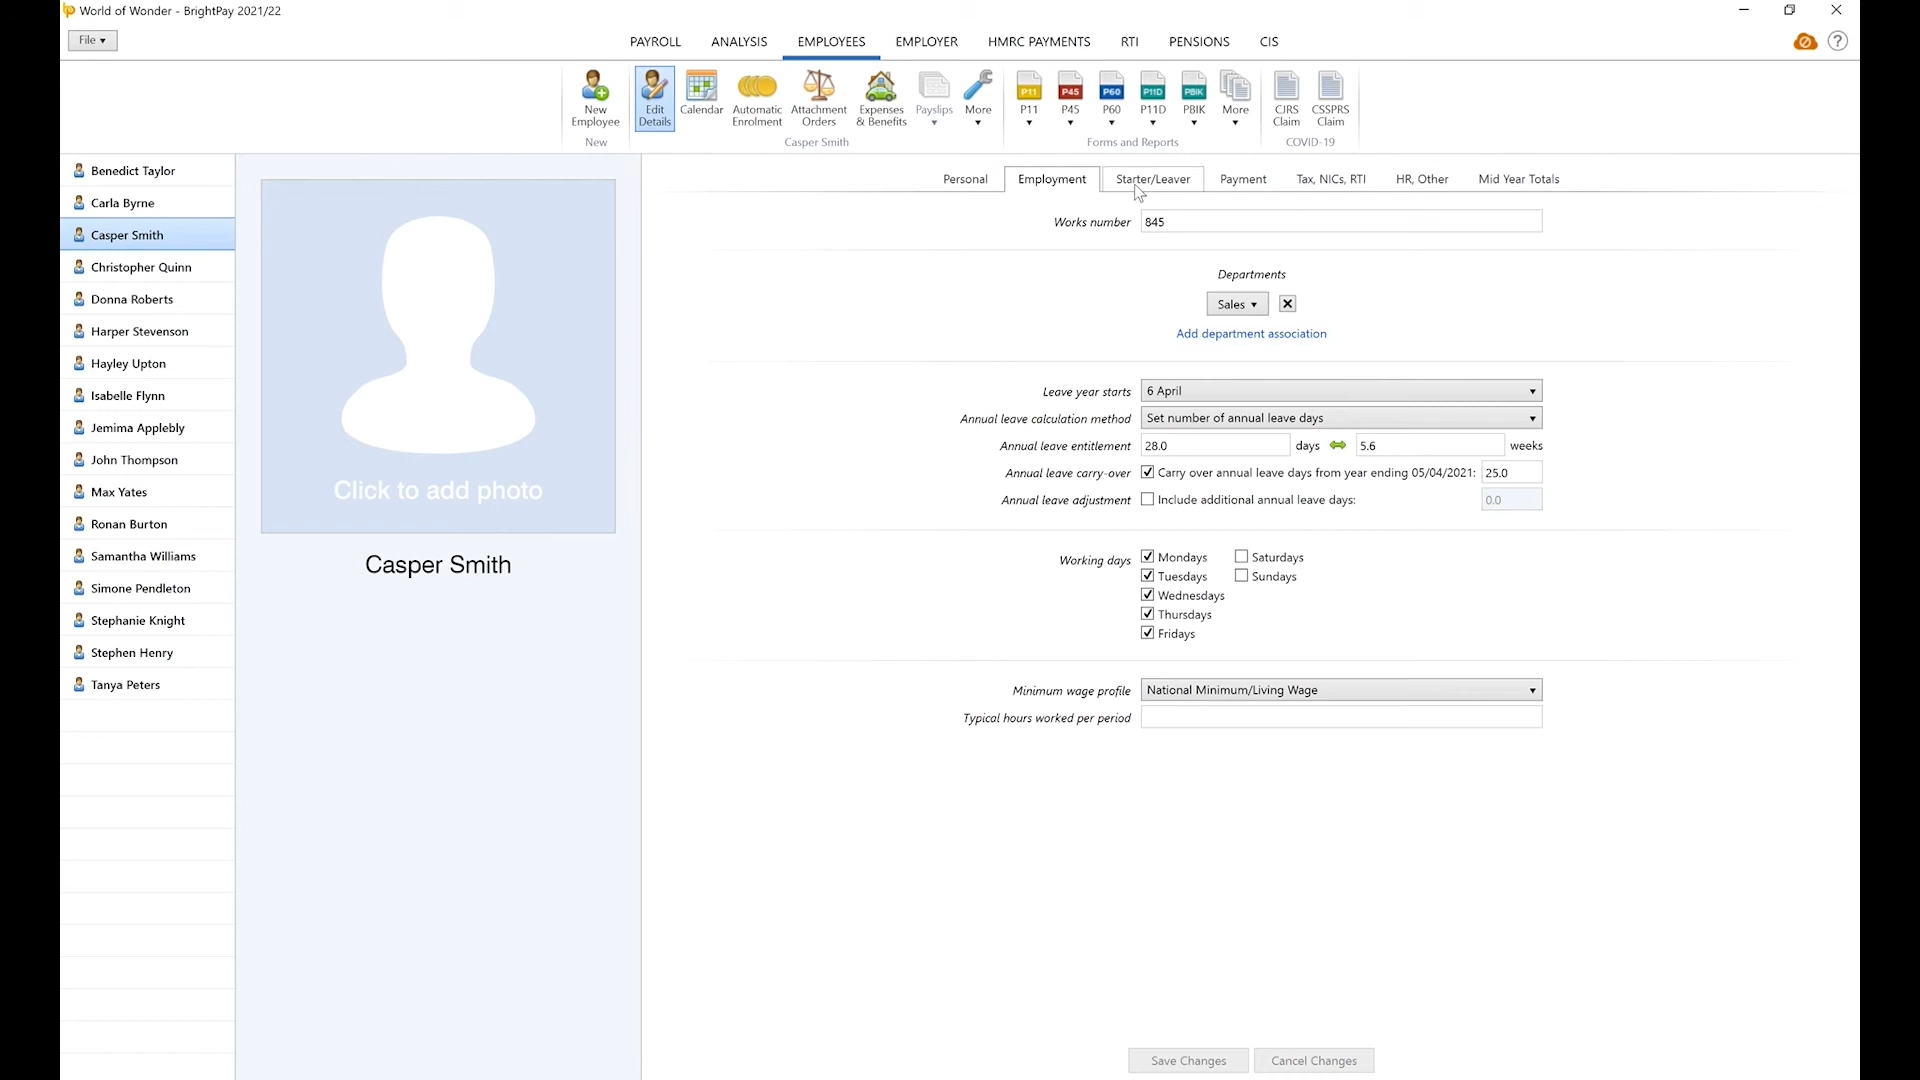 World of Wonder - BrightPay 2021/22
File
PAYROLL
ANALYSIS
EMPLOYEES
EMPLOYER
HMRC PAYMENTS
RTI
PENSIONS
CIS
?
New Employee
Edit Details
Calendar
Automatic Enrolment
Attachment Orders
Expenses & Benefits
Payslips
More
P11 P11
P45 P45
P60 P60
P11D P11D
PBIK PBIK
More
CJRS Claim
CSSPRS Claim
New
Casper Smith
Forms and Reports
COVID-19
Benedict Taylor
Carla Byrne
Casper Smith
Christopher Quinn
Donna Roberts
Harper Stevenson
Hayley Upton
Isabelle Flynn
Jemima Applebly
John Thompson
Max Yates
Ronan Burton
Samantha Williams
Simone Pendleton
Stephanie Knight
Stephen Henry
Tanya Peters
Click to add photo
Casper Smith
Personal
Employment
Starter/Leaver
Payment
Tax, NICs, RTI
HR, Other
Mid Year Totals
Works number 845
Departments
Sales
Add department association
Leave year starts 6 April
Annual leave calculation method Set number of annual leave days
Annual leave entitlement 28.0 days 5.6 weeks
Annual leave carry-over Carry over annual leave days from year ending 05/04/2021: 25.0
Annual leave adjustment Include additional annual leave days: 0.0
Working days Mondays Saturdays
Tuesdays Sundays
Wednesdays
Thursdays
Fridays
Minimum wage profile National Minimum/Living Wage
Typical hours worked per period
Save Changes
Cancel Changes